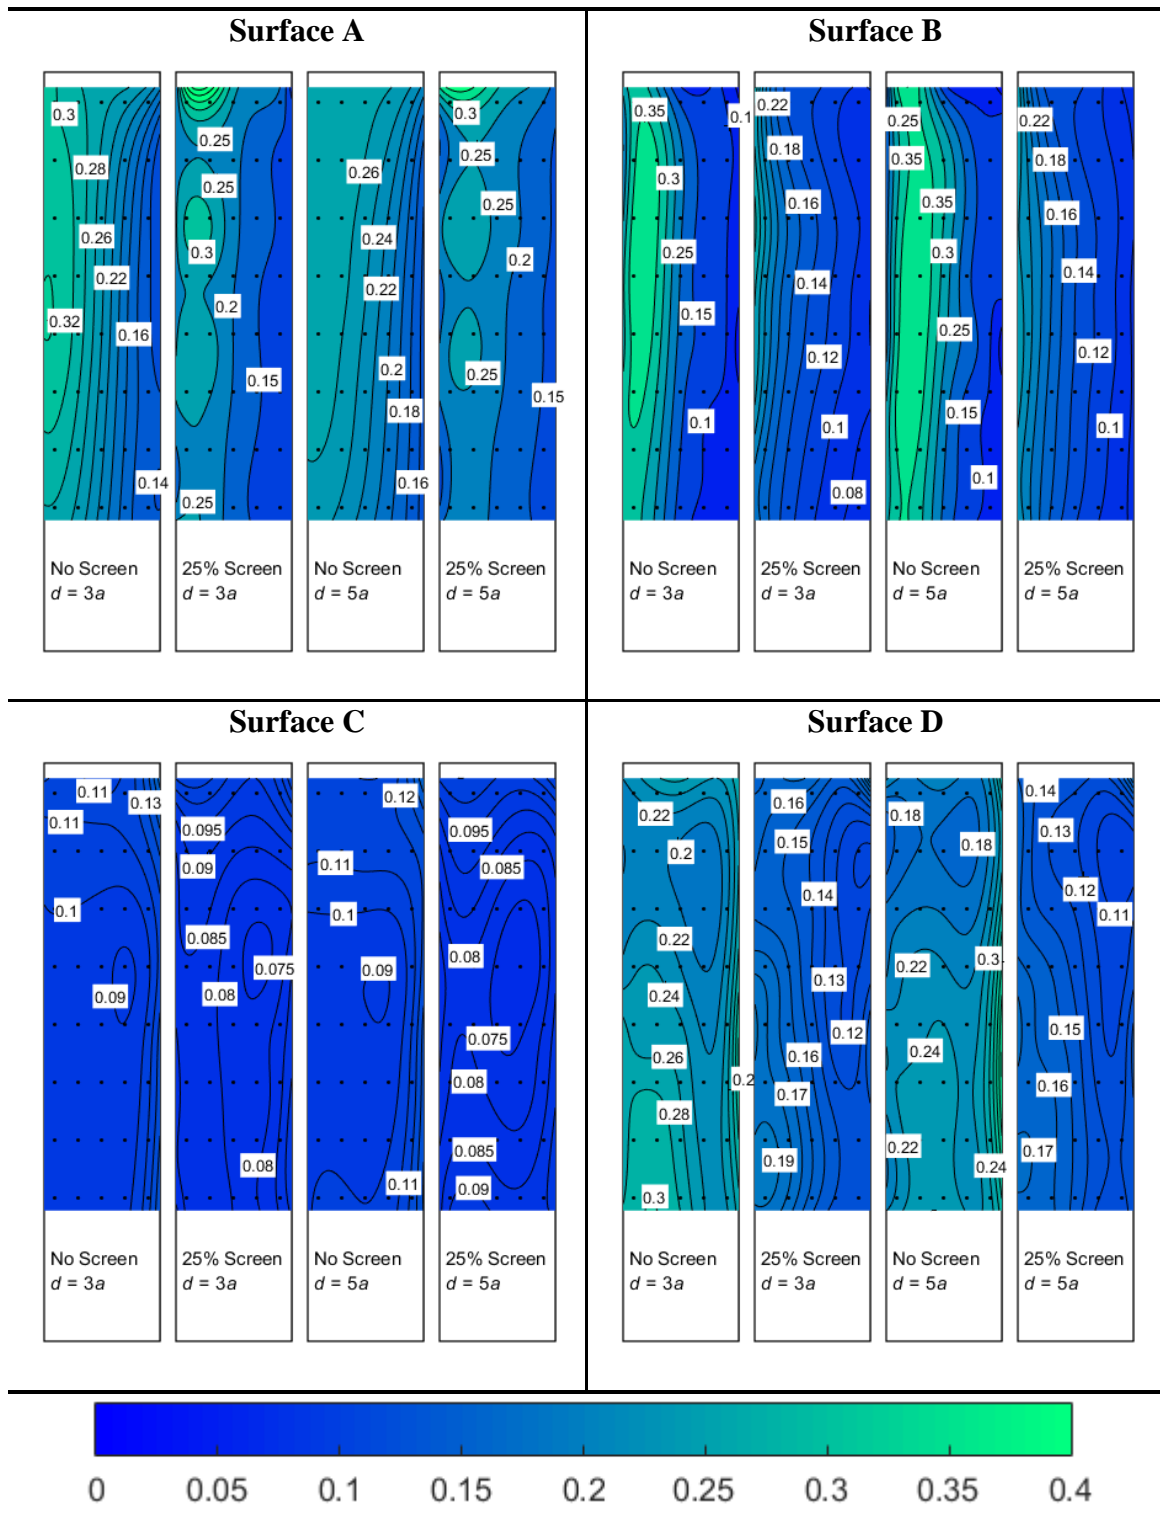 Surface A
0.3
0.28
0.26
0.22
0.32
0.16
0.14
No Screen
d = 3a
0.25
0.25
0.3
0.2
0.15
0.25
25% Screen
d = 3a
0.26
0.24
0.22
0.2
0.18
0.16
No Screen
d = 5a
0.3
0.25
0.25
0.2
0.25
0.15
25% Screen
d = 5a
Surface B
0.35
0.1
0.3
0.25
0.15
0.1
No Screen
d = 3a
0.22
0.18
0.16
0.14
0.12
0.1
0.08
25% Screen
d = 3a
0.25
0.35
0.35
0.3
0.25
0.15
0.1
No Screen
d = 5a
0.22
0.18
0.16
0.14
0.12
0.1
25% Screen
d = 5a
Surface C
0.11
0.13
0.11
0.1
0.09
No Screen
d = 3a
0.095
0.09
0.085
0.075
0.08
0.08
25% Screen
d = 3a
0.12
0.11
0.1
0.09
0.11
No Screen
d = 5a
0.095
0.085
0.08
0.075
0.08
0.085
0.09
25% Screen
d = 5a
Surface D
0.22
0.2
0.22
0.24
0.26
0.2
0.28
0.3
No Screen
d = 3a
0.16
0.15
0.14
0.13
0.12
0.16
0.17
0.19
25% Screen
d = 3a
0.18
0.18
0.3
0.22
0.24
0.22
0.24
No Screen
d = 5a
0.14
0.13
0.12
0.11
0.15
0.16
0.17
25% Screen
d = 5a
0 0.05 0.1 0.15 0.2 0.25 0.3 0.35 0.4